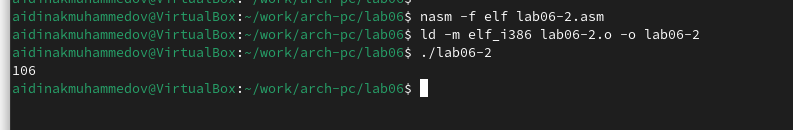 aidinakmuhammedov@VirtualBox:~/work/arch-pc/lab06$ nasm -f elf lab06-2.asm
aidinakmuhammedov@VirtualBox:~/work/arch-pc/lab06$ ld -m elf_i386 lab06-2.o -o lab06-2
aidinakmuhammedov@VirtualBox:~/work/arch-pc/lab06$ ./lab06-2
106
aidinakmuhammedov@VirtualBox:~/work/arch-pc/lab06$